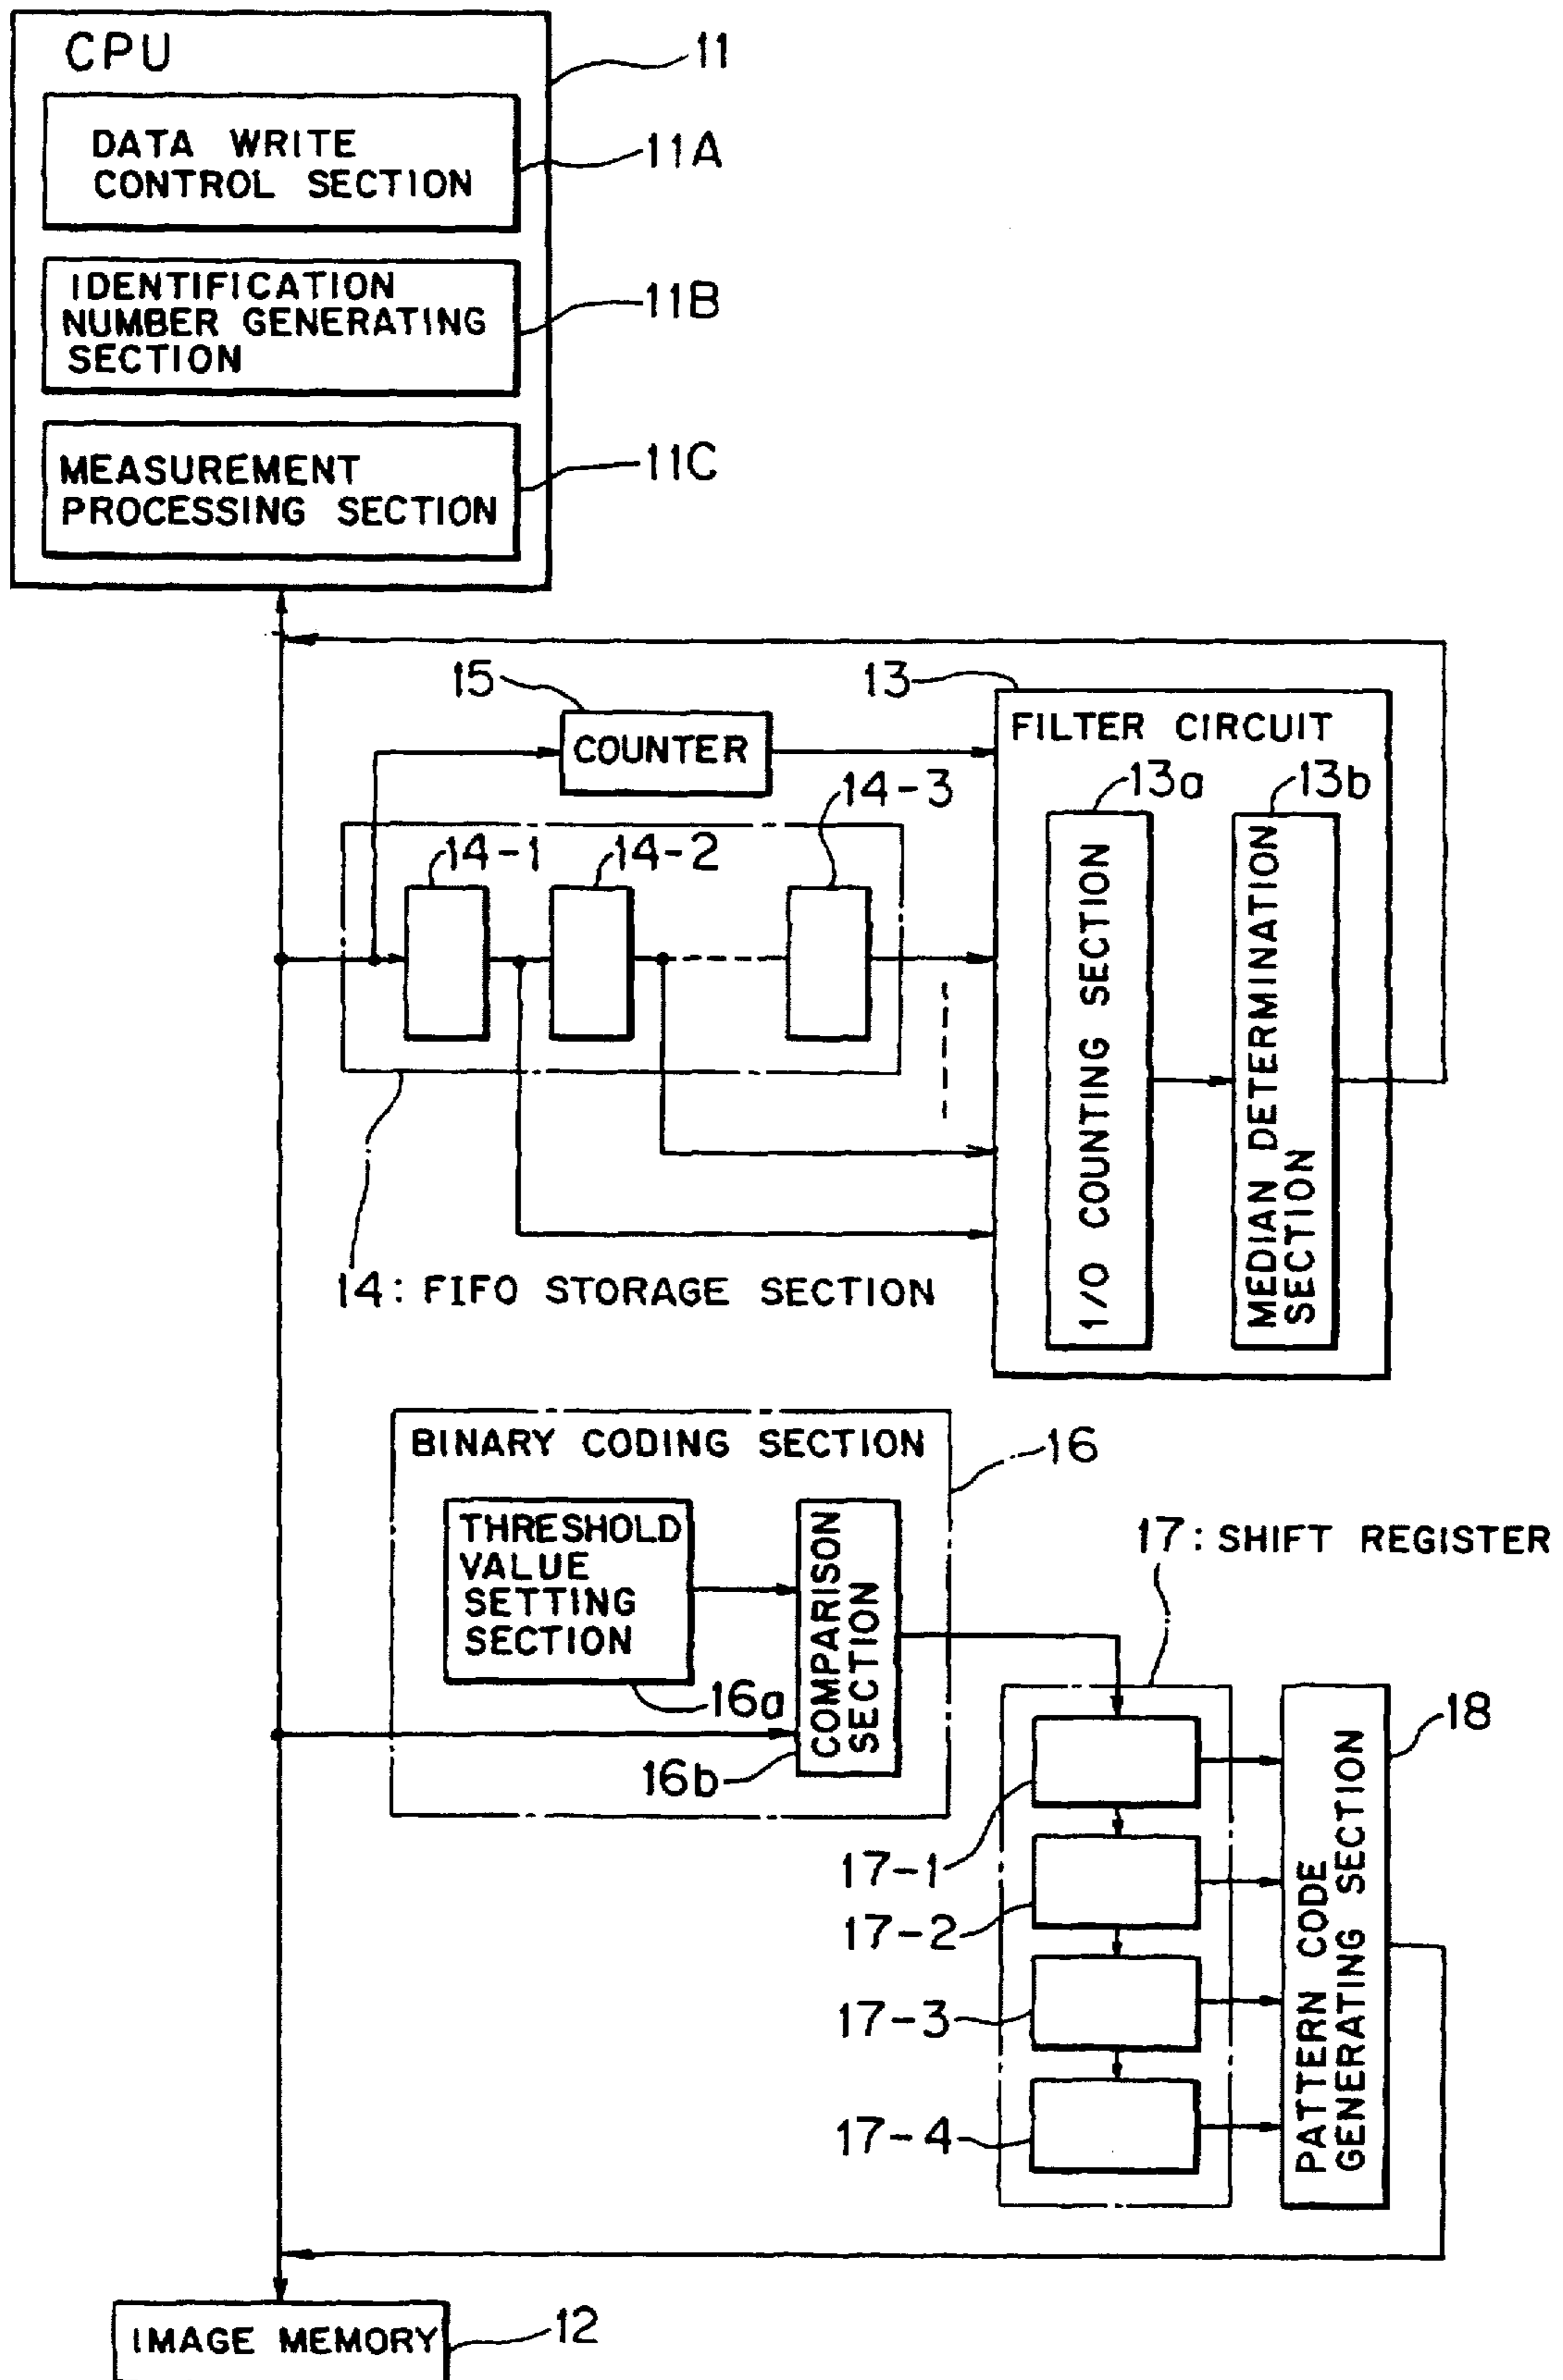 CPU
11
DATA WRITE
CONTROL SECTION
11A
IDENTIFICATION
NUMBER GENERATING
SECTION
11B
MEASUREMENT
PROCESSING SECTION
11C
15
COUNTER
13
FILTER CIRCUIT
13a
13b
1/0 COUNTING SECTION
MEDIAN DETERMINATION
SECTION
14-1
14-2
14-3
14: FIFO STORAGE SECTION
BINARY CODING SECTION
16
THRESHOLD
VALUE
SETTING
SECTION
16a
COMPARISON
SECTION
16b
17: SHIFT REGISTER
17-1
17-2
17-3
17-4
18
PATTERN CODE
GENERATING SECTION
IMAGE MEMORY
12